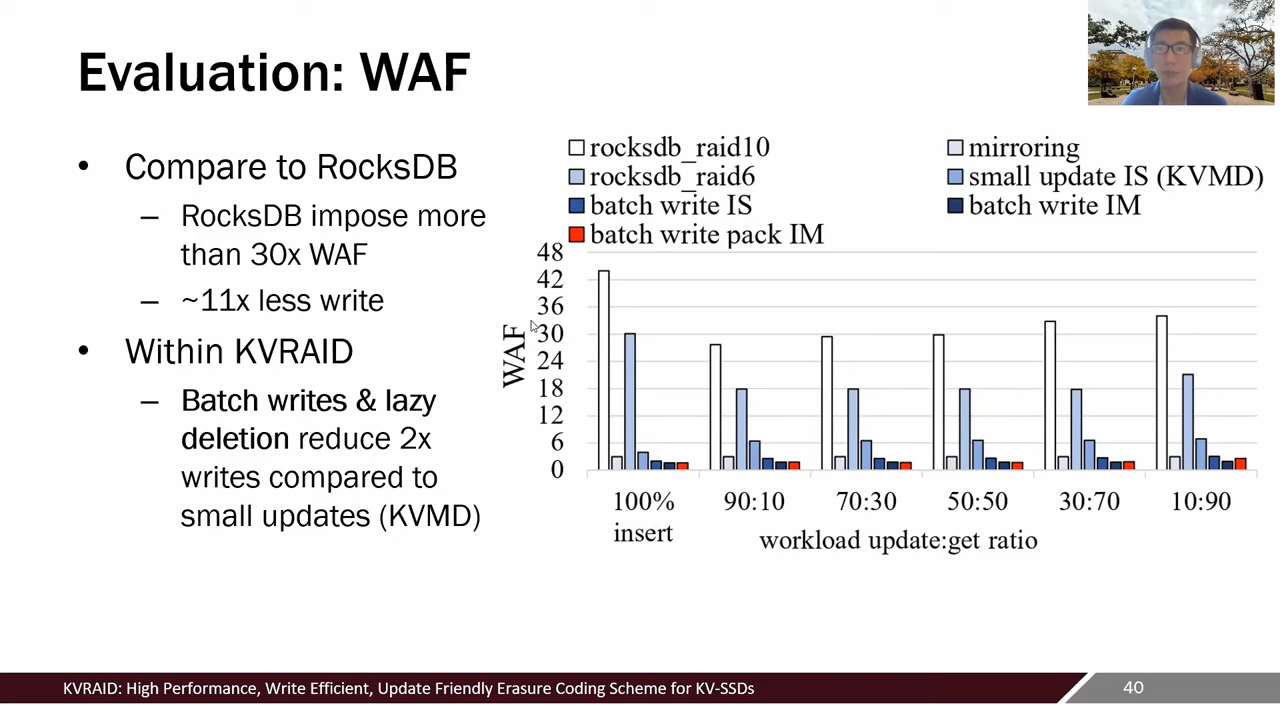 Evaluation: WAF
• Compare to RocksDB
– RocksDB impose more
than 30x WAF
– ~11x less write
• Within KVRAID
– Batch writes & lazy
deletion reduce 2x
writes compared to
small updates (KVMD)
rocksdb_raid10
mirroring
rocksdb_raid6
small update IS (KVMD)
batch write IS
batch write IM
batch write pack IM
48
42
36
30
24
18
12
6
0
WAF
100% insert
90:10
70:30
50:50
30:70
10:90
workload update:get ratio
KVRAID: High Performance, Write Efficient, Update Friendly Erasure Coding Scheme for KV-SSDs
40